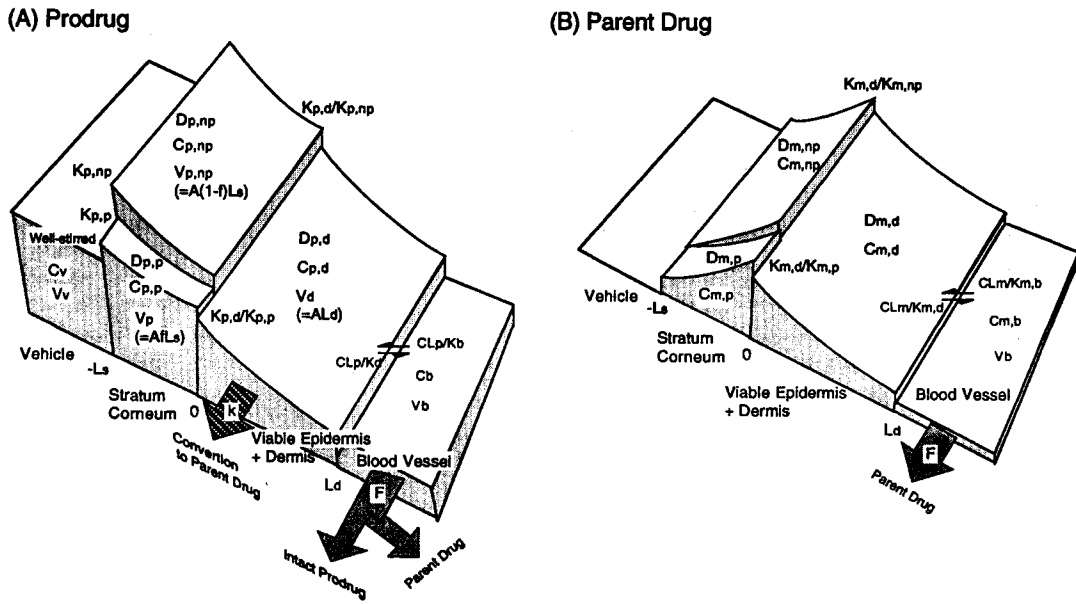 (A) Prodrug
Kp,d/Kp,np
Dp,np
Cp,np
Vp,np
(=A(1-f)Ls)
Kp,np
Kp,p
Well-stirred
Cv
Vv
Dp,p
Cp,p
Vp
(=AfLs)
Kp,d/Kp,p
Dp,d
Cp,d
Vd
(=ALd)
CLp/Kd
CLp/Kb
Cb
Vb
Vehicle
-Ls
Stratum
Corneum
0
k
Convention
to Parent Drug
Viable Epidermis
+ Dermis
Ld
Blood Vessel
F
Intact Prodrug
Parent Drug
(B) Parent Drug
Km,d/Km,np
Dm,np
Cm,np
Dm,p
Cm,p
Km,d/Km,p
Dm,d
Cm,d
CLm/Km,d
CLm/Km,b
Cm,b
Vb
Vehicle
-Ls
Stratum
Corneum
0
Viable Epidermis
+ Dermis
Ld
Blood Vessel
F
Parent Drug